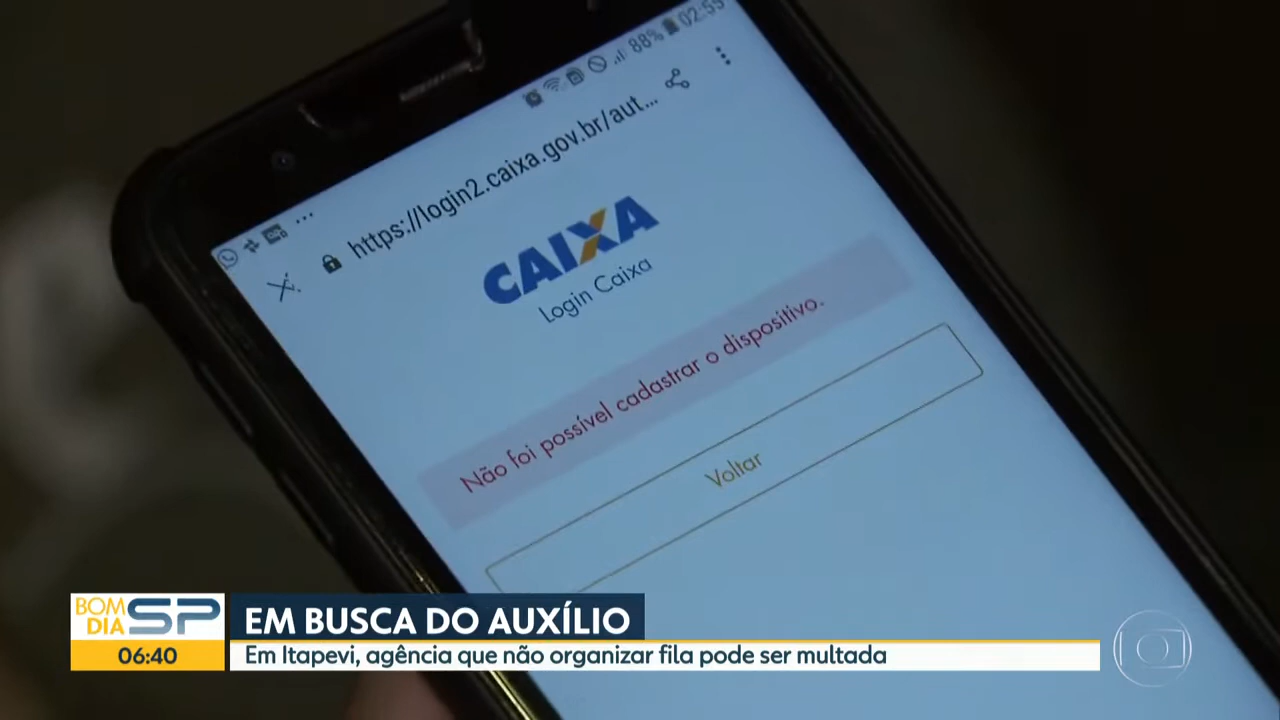 88% 02:55
https://login2.caixa.gov.br/aut...
CAIXA
Login Caixa
Não foi possível cadastrar o dispositivo.
Voltar
BOM DIA SP
EM BUSCA DO AUXÍLIO
06:40
Em Itapevi, agência que não organizar fila pode ser multada